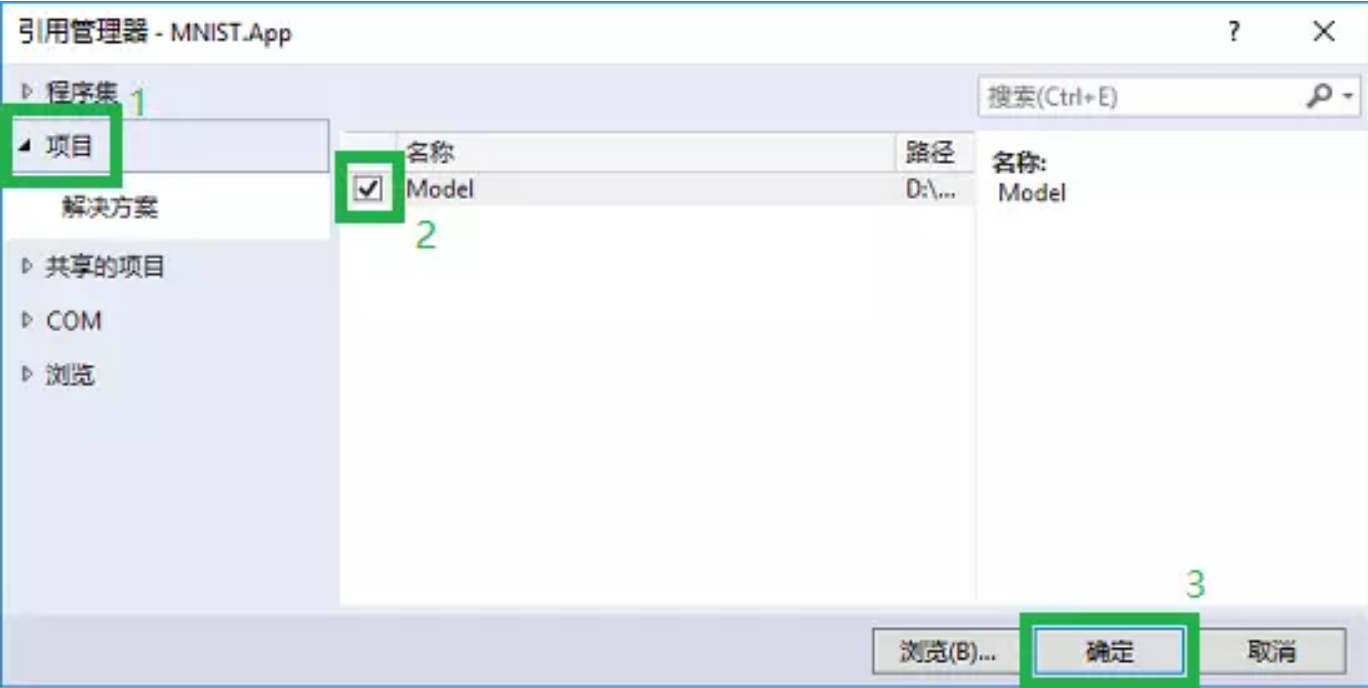 引用管理器 - MNIST.App
?
程序集
1
搜索(Ctrl+E)
项目
名称
路径
名称:
Model
D:\...
Model
解决方案
2
共享的项目
COM
浏览
3
浏览(B)...
确定
取消